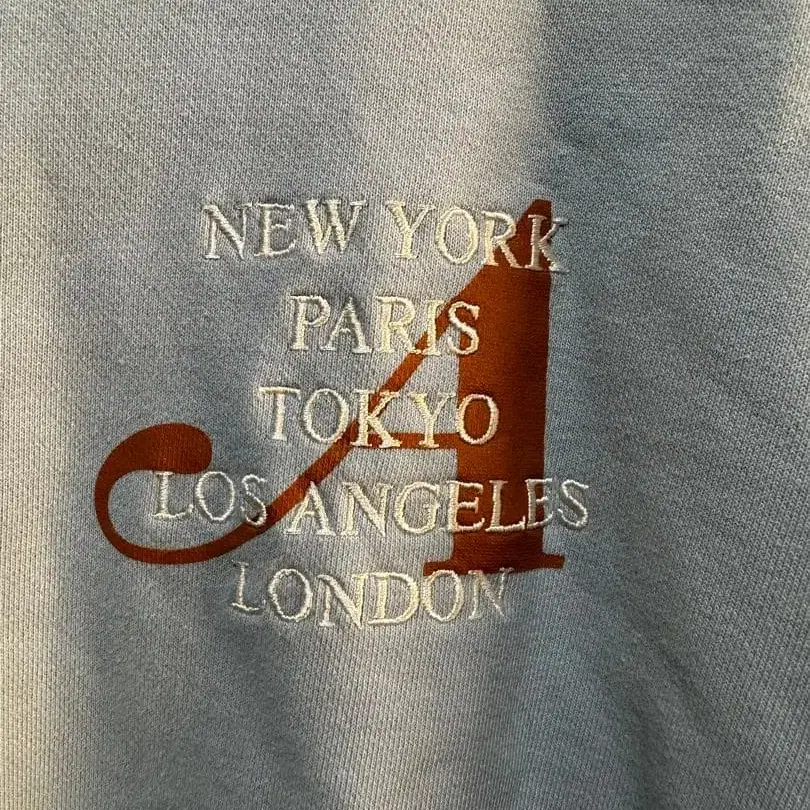 NEW YORK
PARIS
TOKYO
LOS ANGELES
LONDON
A